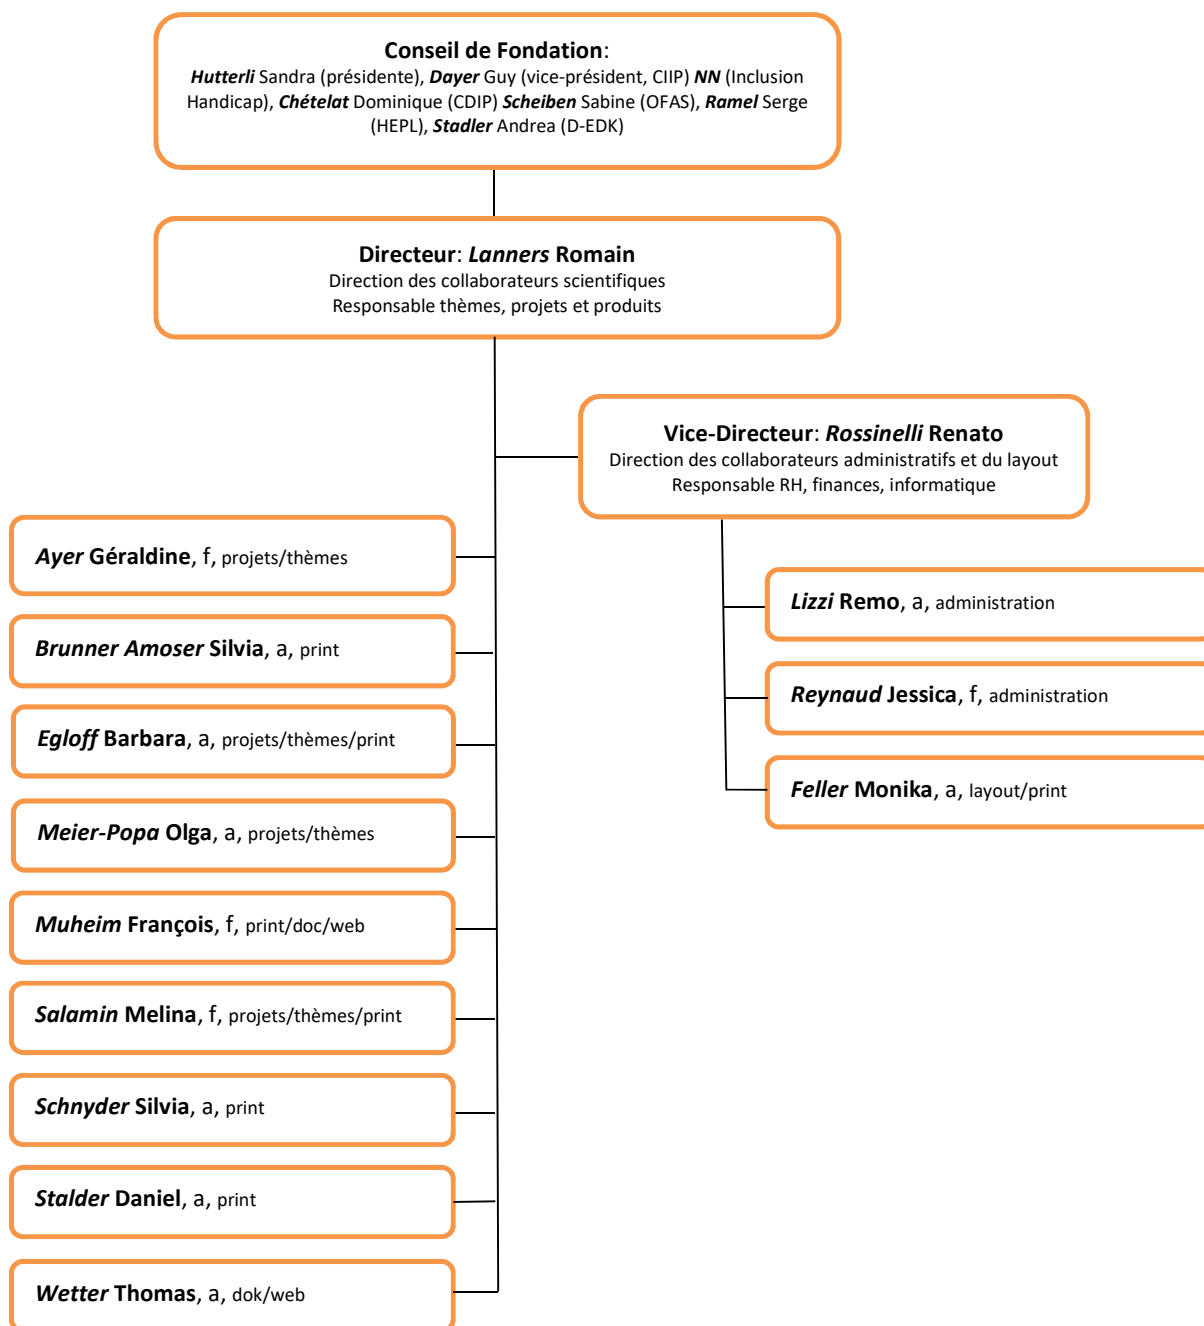 Conseil de Fondation:
Hutterli Sandra (présidente), Dayer Guy (vice-président, CIIP) NN (Inclusion
Handicap), Chételat Dominique (CDIP) Scheiben Sabine (OFAS), Ramel Serge
(HEPL), Stadler Andrea (D-EDK)
Directeur: Lanners Romain
Direction des collaborateurs scientifiques
Responsable thèmes, projets et produits
Vice-Directeur: Rossinelli Renato
Direction des collaborateurs administratifs et du layout
Responsable RH, finances, informatique
Ayer Géraldine, f, projets/thèmes
Brunner Amoser Silvia, a, print
Egloff Barbara, a, projets/thèmes/print
Meier-Popa Olga, a, projets/thèmes
Muheim François, f, print/doc/web
Salamin Melina, f, projets/thèmes/print
Schnyder Silvia, a, print
Stalder Daniel, a, print
Wetter Thomas, a, dok/web
Lizzi Remo, a, administration
Reynaud Jessica, f, administration
Feller Monika, a, layout/print